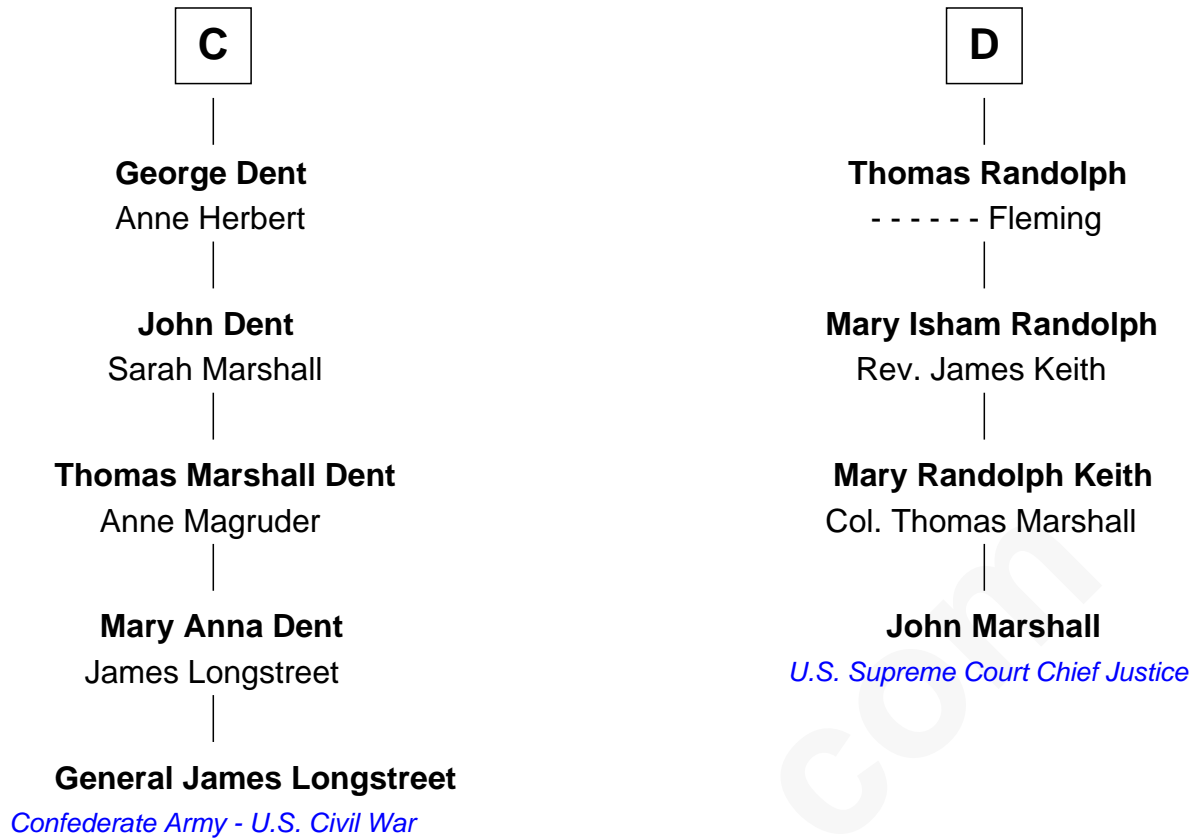 C
George Dent
Anne Herbert
John Dent
Sarah Marshall
Thomas Marshall Dent
Anne Magruder
Mary Anna Dent
James Longstreet
General James Longstreet
Confederate Army - U.S. Civil War
D
Thomas Randolph
- - - - - - Fleming
Mary Isham Randolph
Rev. James Keith
Mary Randolph Keith
Col. Thomas Marshall
John Marshall
U.S. Supreme Court Chief Justice
com